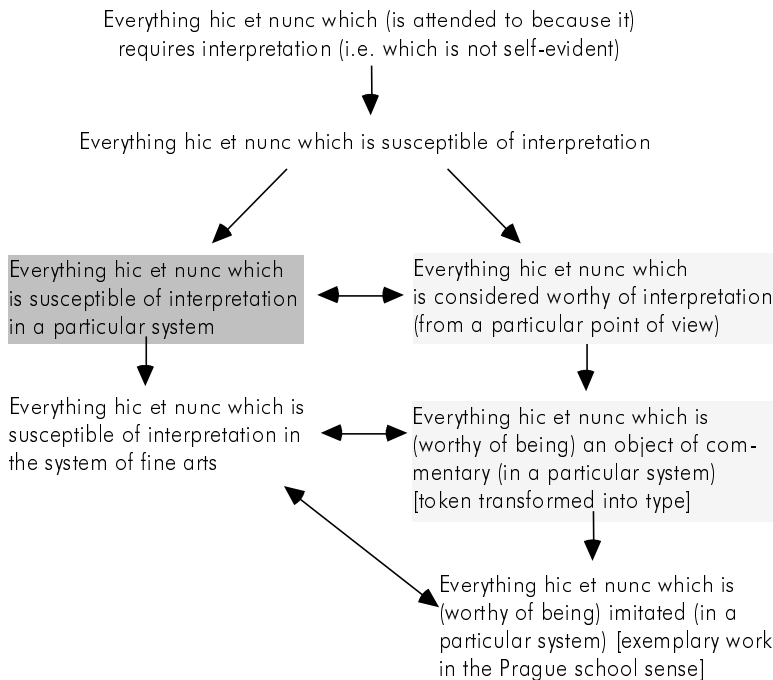 Everything hic et nunc which (is attended to because it)
requires interpretation (i.e. which is not self-evident)
Everything hic et nunc which is susceptible of interpretation
Everything hic et nunc which
is susceptible of interpretation
in a particular system
Everything hic et nunc which
is considered worthy of interpretation
(from a particular point of view)
Everything hic et nunc which is
susceptible of interpretation in
the system of fine arts
Everything hic et nunc which is
(worthy of being) an object of com-
mentary (in a particular system)
[token transformed into type]
Everything hic et nunc which is
(worthy of being) imitated (in a
particular system) [exemplary work
in the Prague school sense]